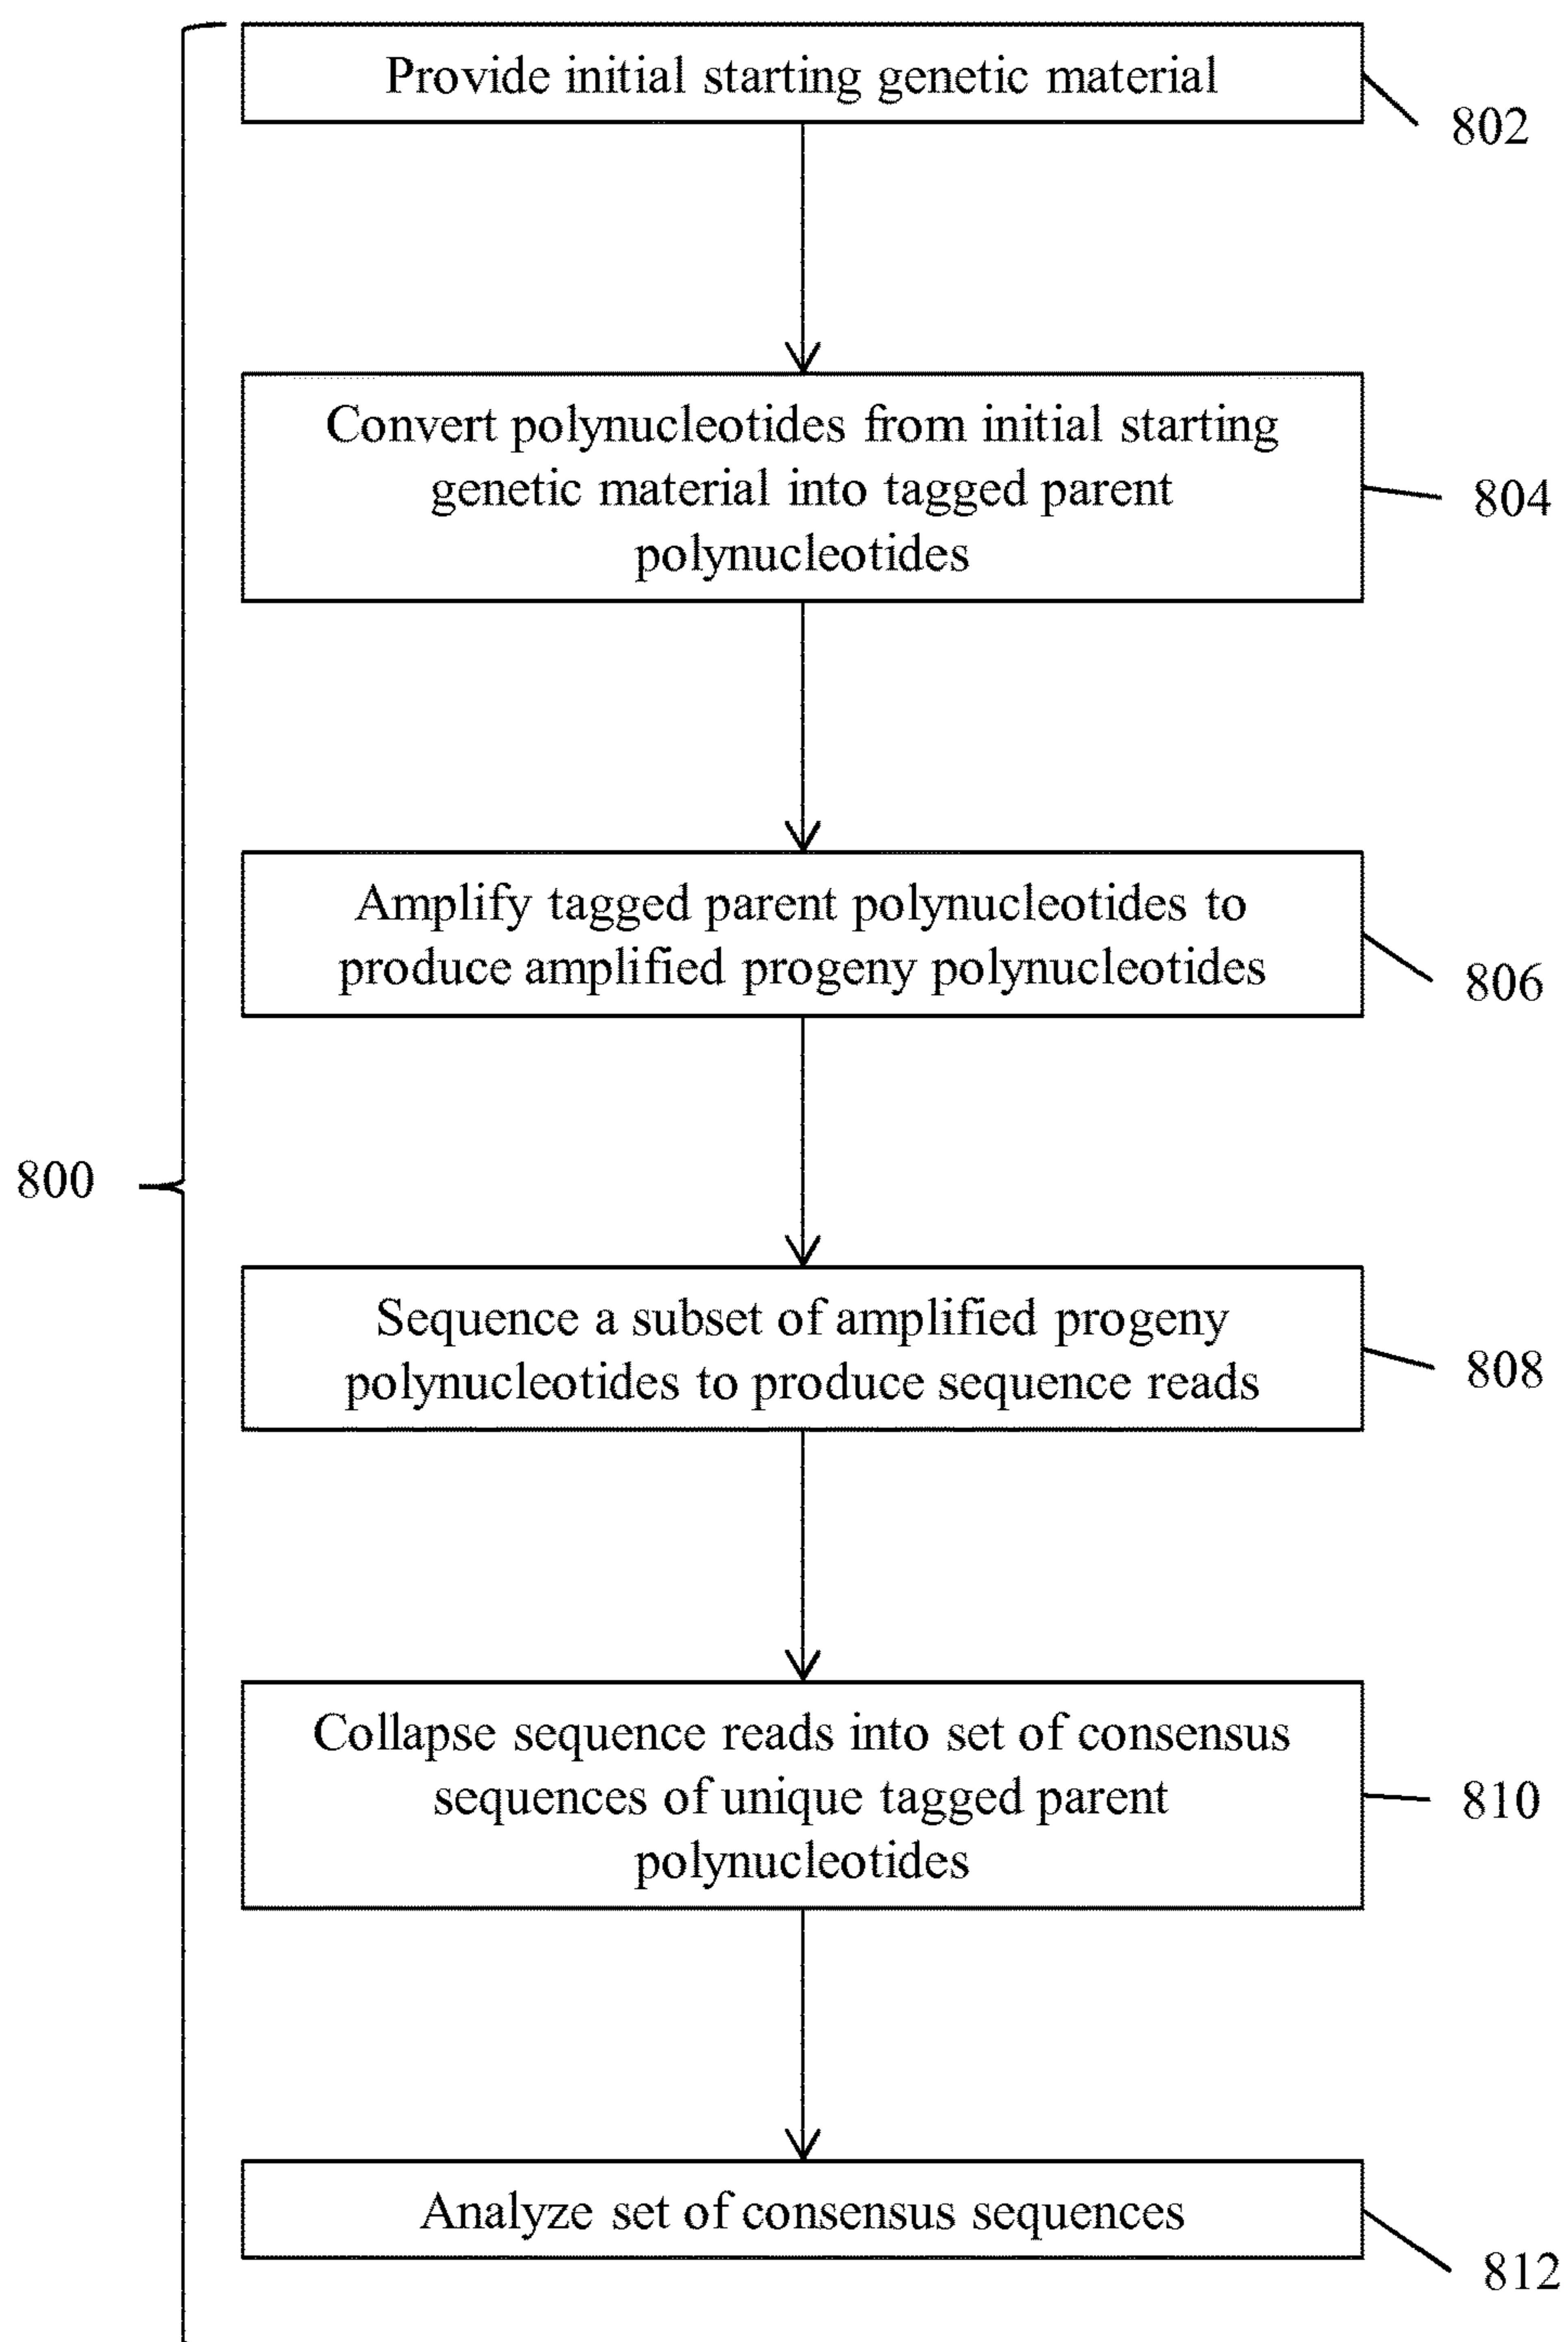 Provide initial starting genetic material
802
Convert polynucleotides from initial starting
genetic material into tagged parent
polynucleotides
804
Amplify tagged parent polynucleotides to
produce amplified progeny polynucleotides
806
800
Sequence a subset of amplified progeny
polynucleotides to produce sequence reads
808
Collapse sequence reads into set of consensus
sequences of unique tagged parent
polynucleotides
810
Analyze set of consensus sequences
812